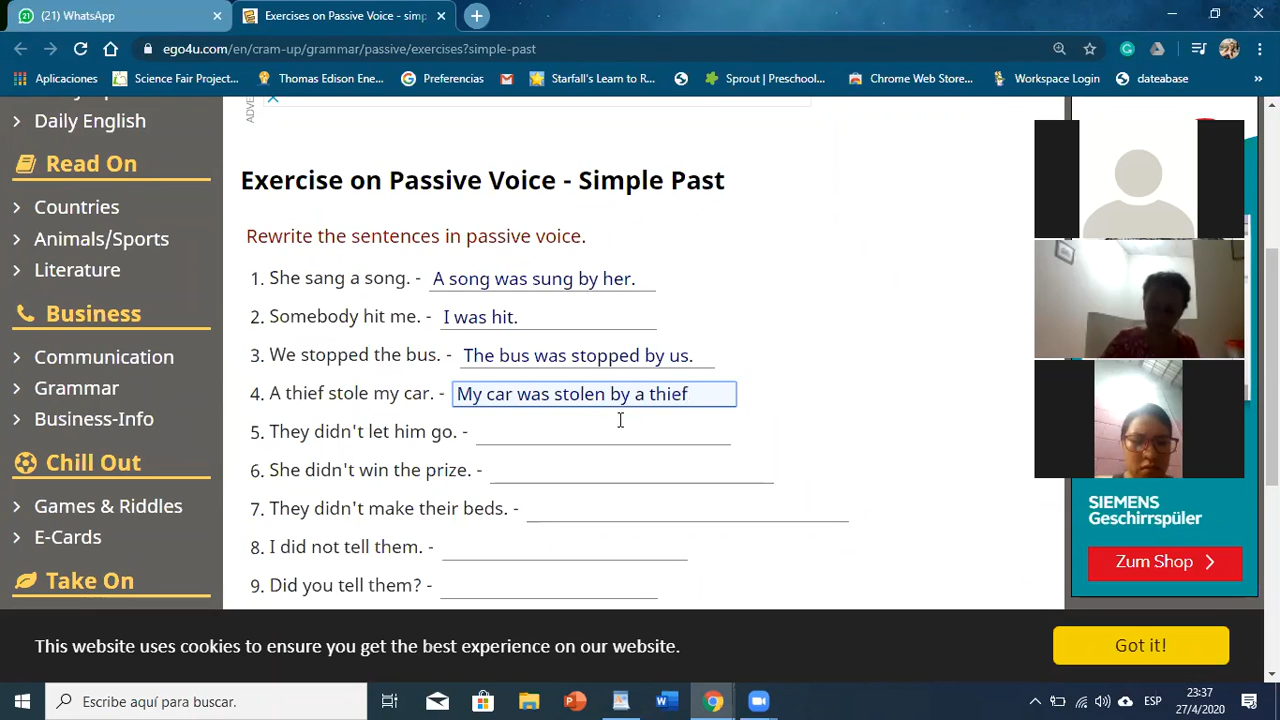 (21) WhatsApp
Exercises on Passive Voice - simp
ego4u.com/en/cram-up/grammar/passive/exercises?simple-past
Aplicaciones
Science Fair Project...
Thomas Edison Ene...
Preferencias
Starfall's Learn to R...
Sprout | Preschool...
Chrome Web Store...
Workspace Login
dateabase
»
Daily English
Read On
Countries
Animals/Sports
Literature
Business
Communication
Grammar
Business-Info
Chill Out
Games & Riddles
E-Cards
Take On
Exercise on Passive Voice - Simple Past
Rewrite the sentences in passive voice.
1. She sang a song. - A song was sung by her.
2. Somebody hit me. - I was hit.
3. We stopped the bus. - The bus was stopped by us.
4. A thief stole my car. - My car was stolen by a thief
5. They didn't let him go. -
6. She didn't win the prize. -
7. They didn't make their beds. -
8. I did not tell them. -
9. Did you tell them? -
SIEMENS
Geschirrspüler
Zum Shop
This website uses cookies to ensure you get the best experience on our website.
Got it!
Escribe aquí para buscar.
ESP
23:37
27/4/2020